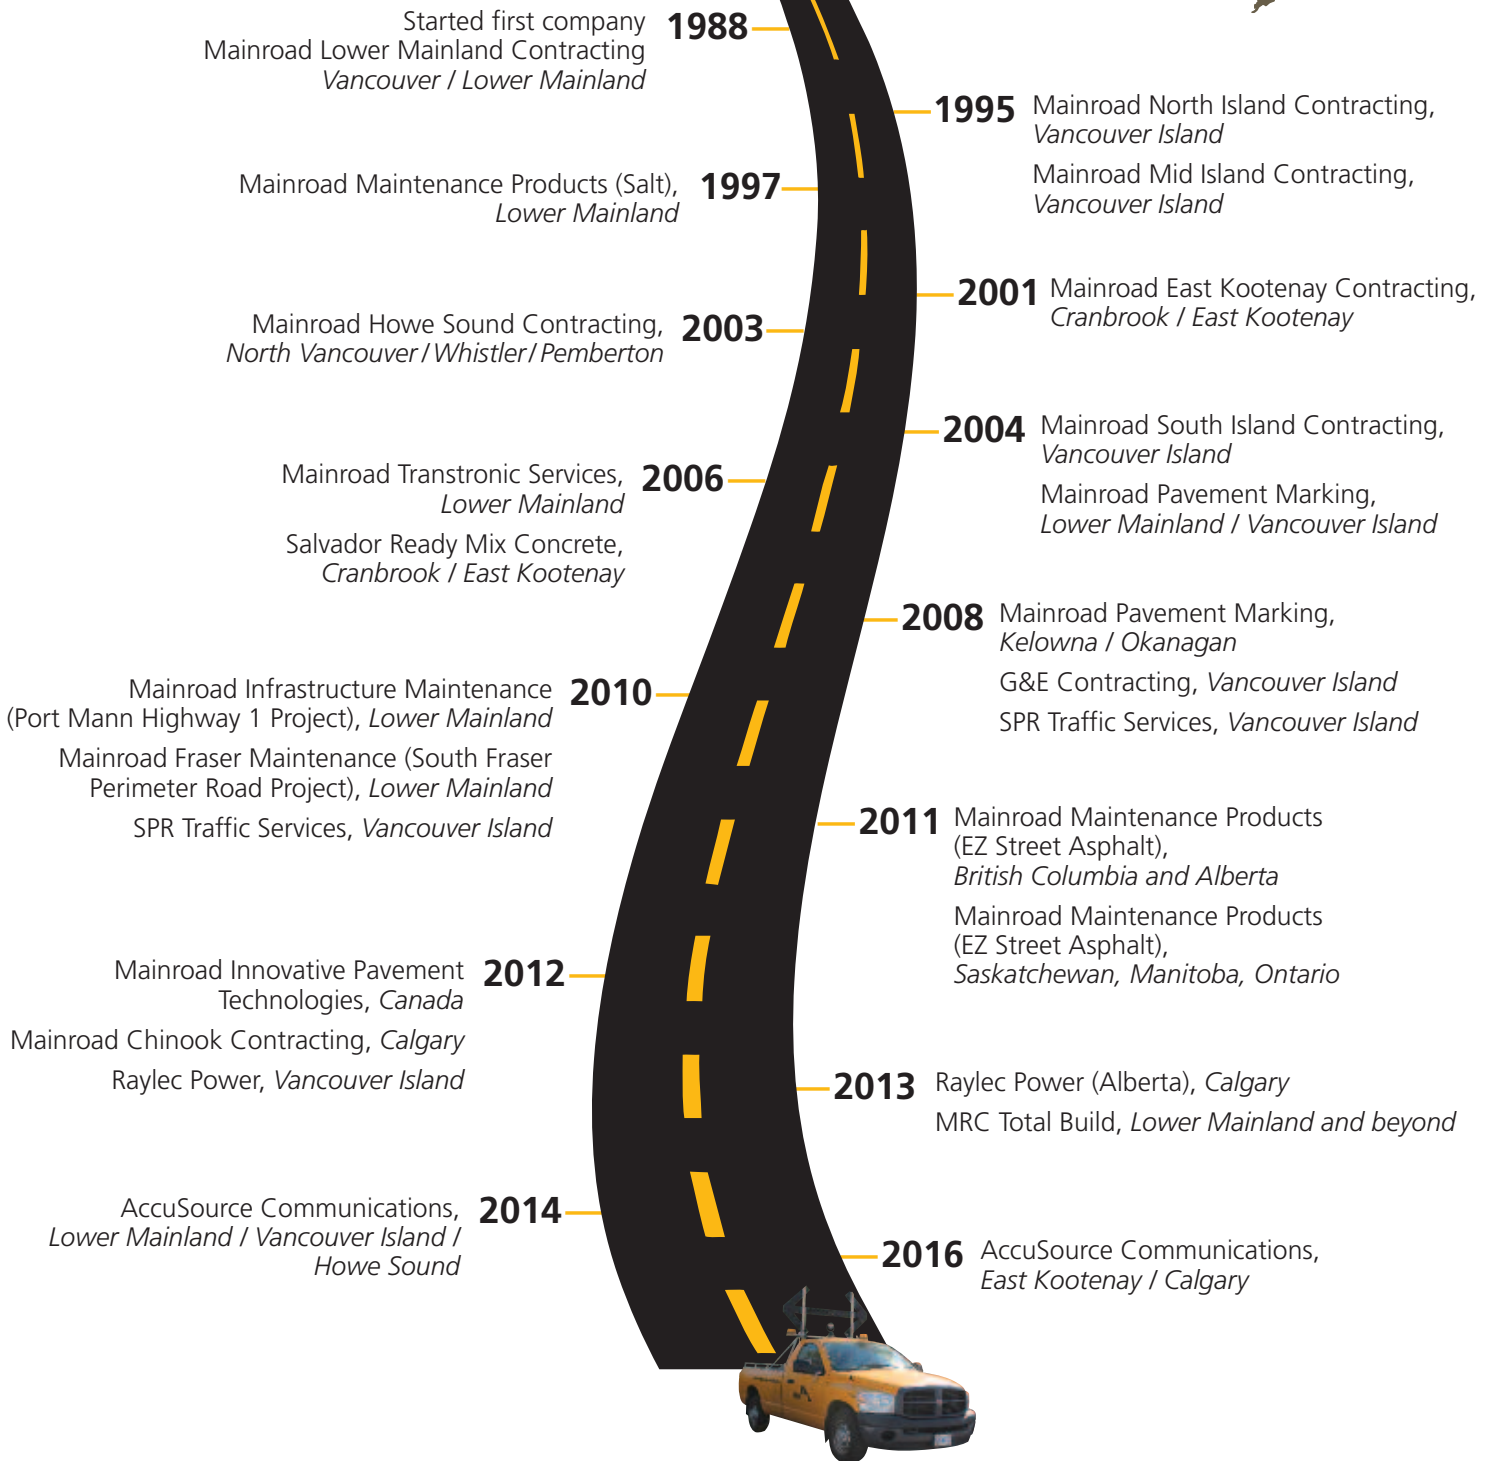 Started first company
Mainroad Lower Mainland Contracting
Vancouver / Lower Mainland
1988
1995
Mainroad North Island Contracting,
Vancouver Island
Mainroad Mid Island Contracting,
Vancouver Island
Mainroad Maintenance Products (Salt),
Lower Mainland
1997
2001
Mainroad East Kootenay Contracting,
Cranbrook / East Kootenay
Mainroad Howe Sound Contracting,
North Vancouver / Whistler / Pemberton
2003
2004
Mainroad South Island Contracting,
Vancouver Island
Mainroad Pavement Marking,
Lower Mainland / Vancouver Island
Mainroad Transtronic Services,
Lower Mainland
Salvador Ready Mix Concrete,
Cranbrook / East Kootenay
2006
2008
Mainroad Pavement Marking,
Kelowna / Okanagan
G&E Contracting, Vancouver Island
SPR Traffic Services, Vancouver Island
Mainroad Infrastructure Maintenance
(Port Mann Highway 1 Project), Lower Mainland
Mainroad Fraser Maintenance (South Fraser
Perimeter Road Project), Lower Mainland
SPR Traffic Services, Vancouver Island
2010
2011
Mainroad Maintenance Products
(EZ Street Asphalt),
British Columbia and Alberta
Mainroad Maintenance Products
(EZ Street Asphalt),
Saskatchewan, Manitoba, Ontario
Mainroad Innovative Pavement
Technologies, Canada
Mainroad Chinook Contracting, Calgary
Raylec Power, Vancouver Island
2012
2013
Raylec Power (Alberta), Calgary
MRC Total Build, Lower Mainland and beyond
AccuSource Communications,
Lower Mainland / Vancouver Island /
Howe Sound
2014
2016
AccuSource Communications,
East Kootenay / Calgary